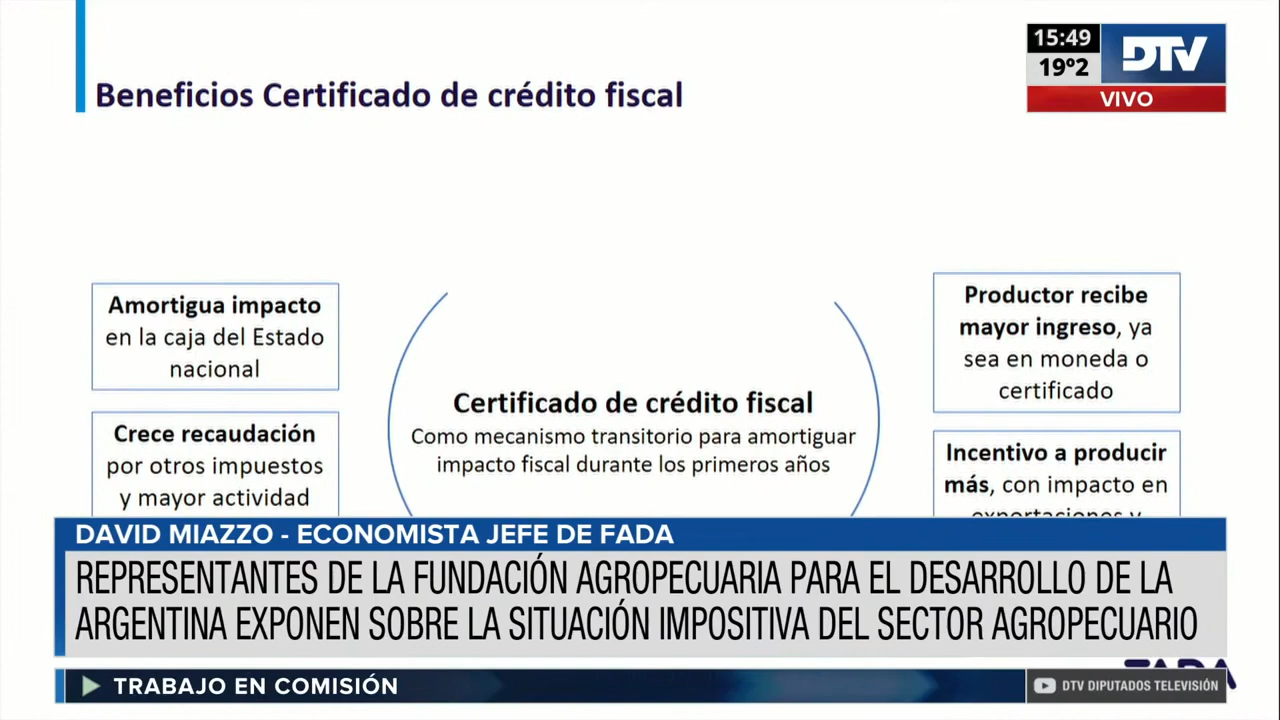 Beneficios Certificado de crédito fiscal
15:49
19º2
DTV
VIVO
Amortigua impacto
en la caja del Estado
nacional
Crece recaudación
por otros impuestos
y mayor actividad
Certificado de crédito fiscal
Como mecanismo transitorio para amortiguar
impacto fiscal durante los primeros años
Productor recibe
mayor ingreso, ya
sea en moneda o
certificado
Incentivo a producir
más, con impacto en
exportaciones y
DAVID MIAZZO - ECONOMISTA JEFE DE FADA
REPRESENTANTES DE LA FUNDACIÓN AGROPECUARIA PARA EL DESARROLLO DE LA
ARGENTINA EXPONEN SOBRE LA SITUACIÓN IMPOSITIVA DEL SECTOR AGROPECUARIO
FADA
TRABAJO EN COMISIÓN
DTV DIPUTADOS TELEVISIÓN